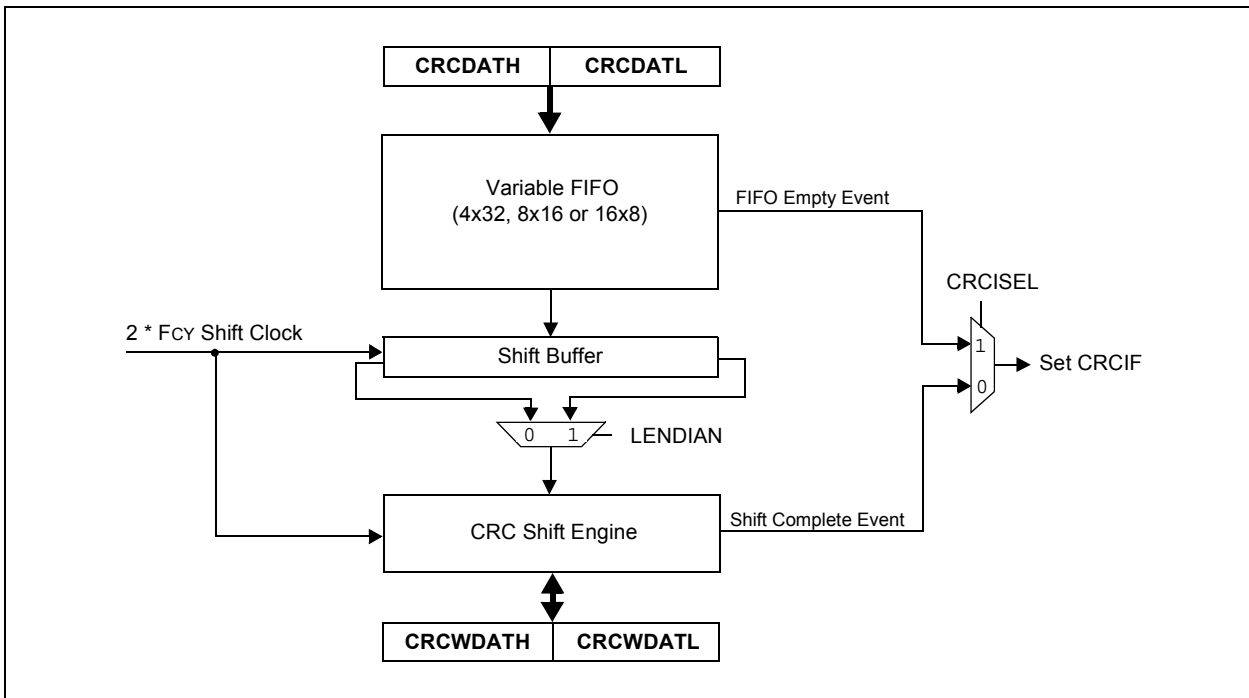 CRCDATH CRCDATL
Variable FIFO
(4x32, 8x16 or 16x8)
FIFO Empty Event
CRCISEL
2 * FCY Shift Clock
1
Shift Buffer
Set CRCIF
0
0 1
LENDIAN
Shift Complete Event
CRC Shift Engine
CRCWDATH CRCWDATL